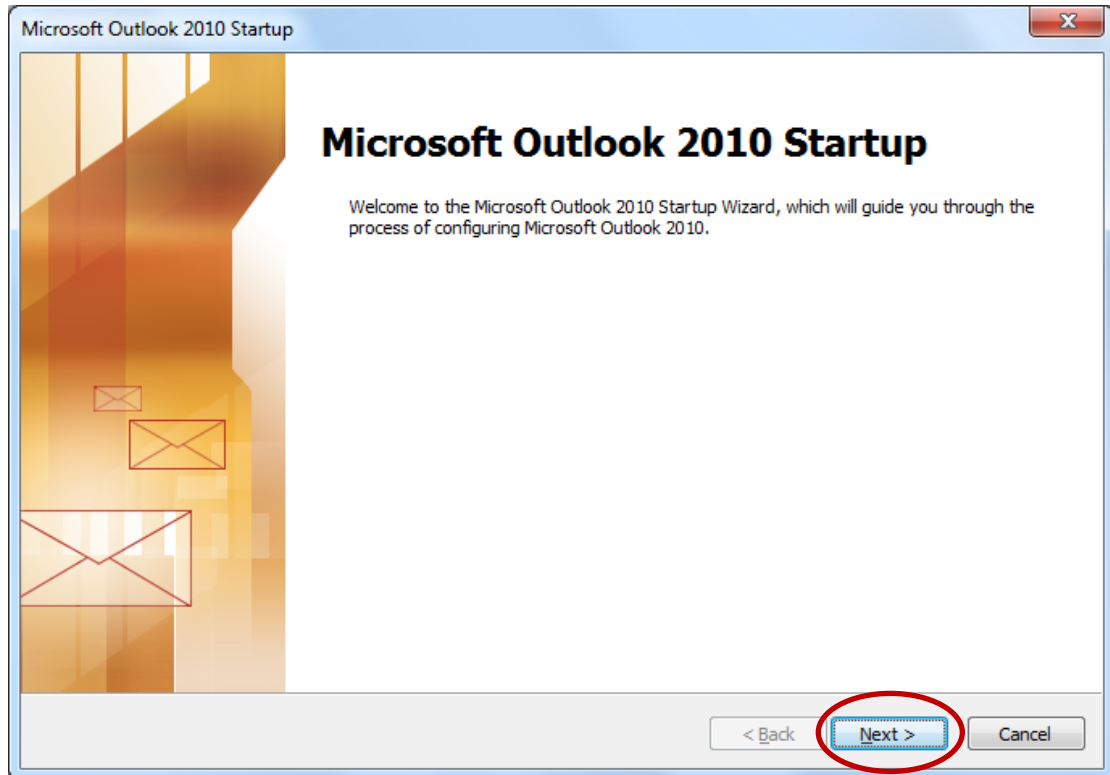 Microsoft Outlook 2010 Startup
Microsoft Outlook 2010 Startup
Welcome to the Microsoft Outlook 2010 Startup Wizard, which will guide you through the
process of configuring Microsoft Outlook 2010.
< Back Next > Cancel